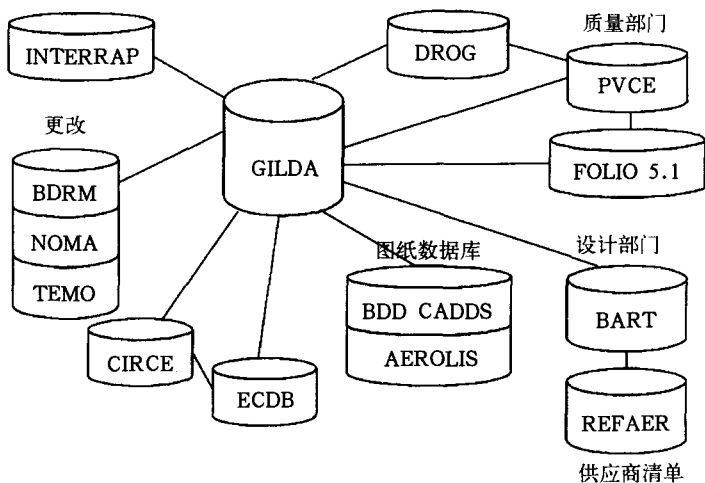 质量部门
INTERRAP
DROG
PVCE
更改
GILDA
FOLIO 5.1
BDRM
NOMA
TEMO
图纸数据库
设计部门
BDD CADDS
AEROLIS
BART
CIRCE
ECDB
REFAER
供应商清单